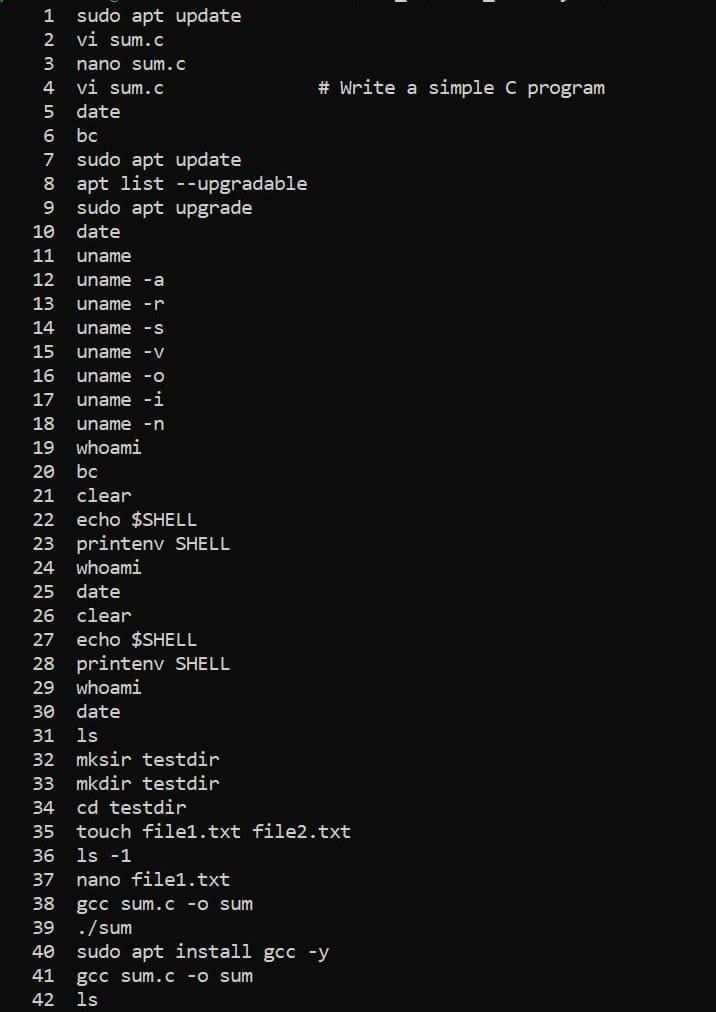 1 sudo apt update
2 vi sum.c
3 nano sum.c
4 vi sum.c # Write a simple C program
5 date
6 bc
7 sudo apt update
8 apt list --upgradable
9 sudo apt upgrade
10 date
11 uname
12 uname -a
13 uname -r
14 uname -s
15 uname -v
16 uname -o
17 uname -i
18 uname -n
19 whoami
20 bc
21 clear
22 echo $SHELL
23 printenv SHELL
24 whoami
25 date
26 clear
27 echo $SHELL
28 printenv SHELL
29 whoami
30 date
31 ls
32 mksir testdir
33 mkdir testdir
34 cd testdir
35 touch file1.txt file2.txt
36 ls -1
37 nano file1.txt
38 gcc sum.c -o sum
39 ./sum
40 sudo apt install gcc -y
41 gcc sum.c -o sum
42 ls